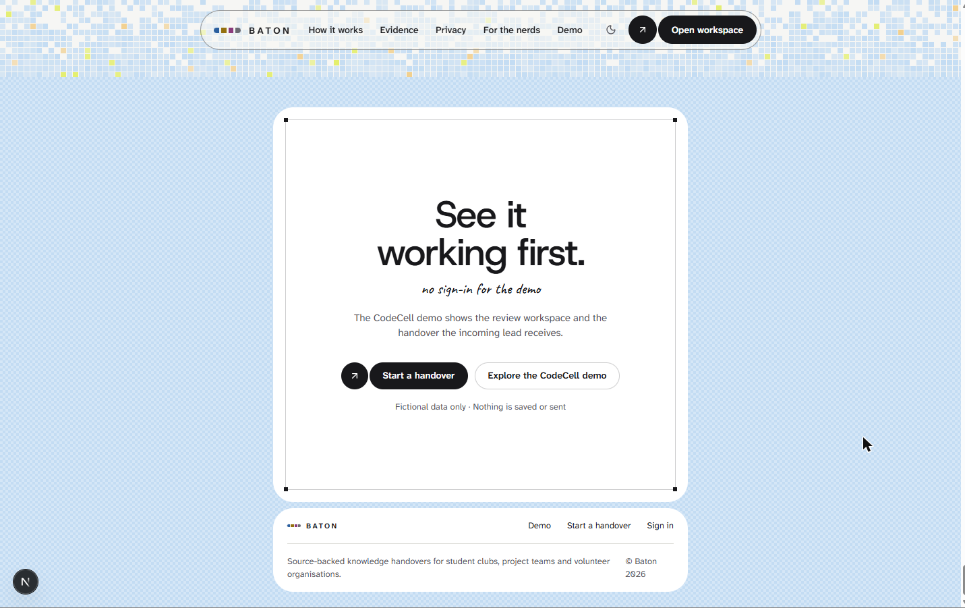 BATON How it works Evidence Privacy For the nerds Demo Open workspace
See it
working first.
no sign-in for the demo
The CodeCell demo shows the review workspace and the
handover the incoming lead receives.
Start a handover Explore the CodeCell demo
Fictional data only · Nothing is saved or sent
BATON Demo Start a handover Sign in
Source-backed knowledge handovers for student clubs, project teams and volunteer
organisations.
© Baton
2026
N